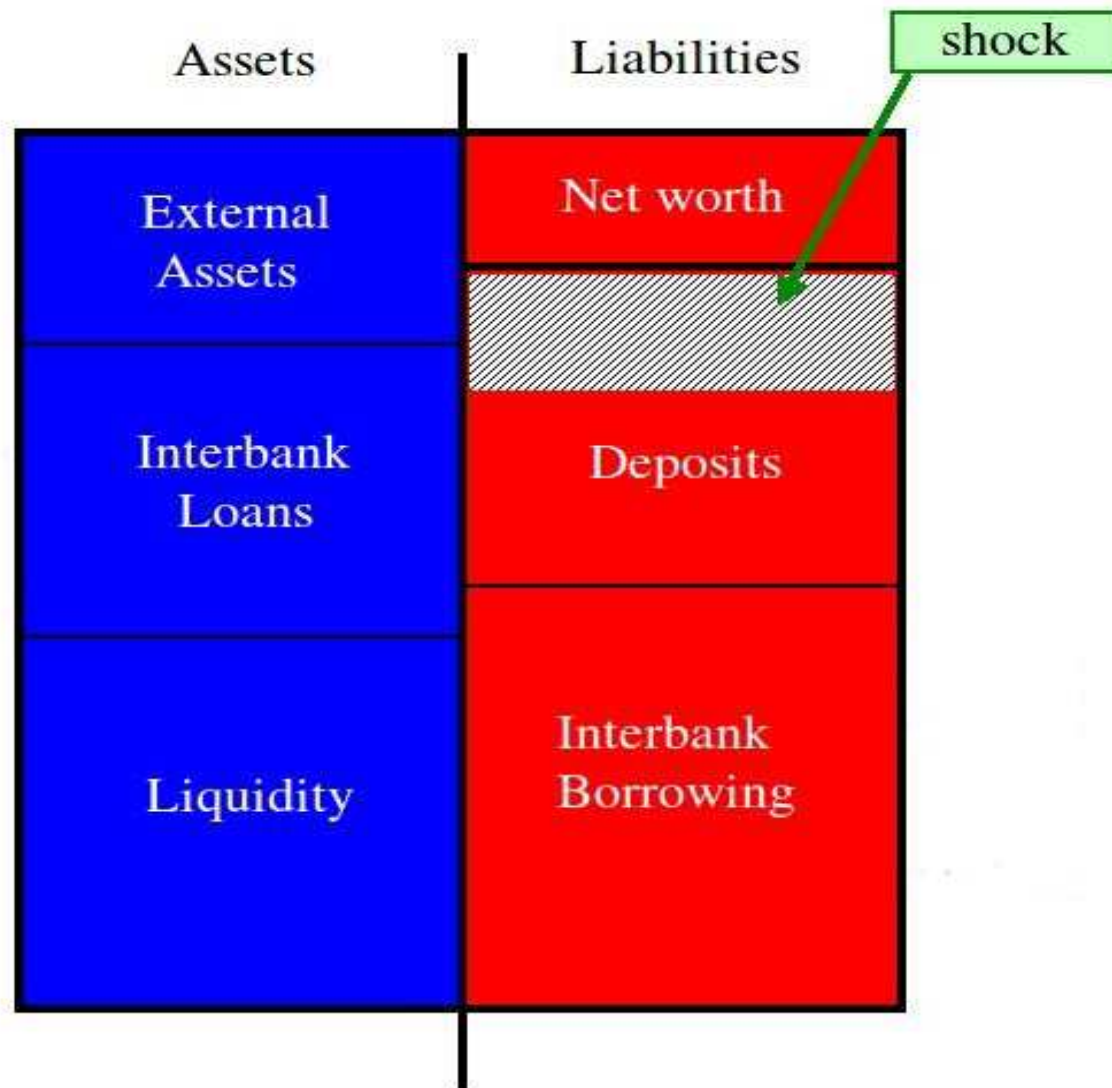 shock
Assets
Liabilities
External
Assets
Interbank
Loans
Liquidity
Net worth
Deposits
Interbank
Borrowing